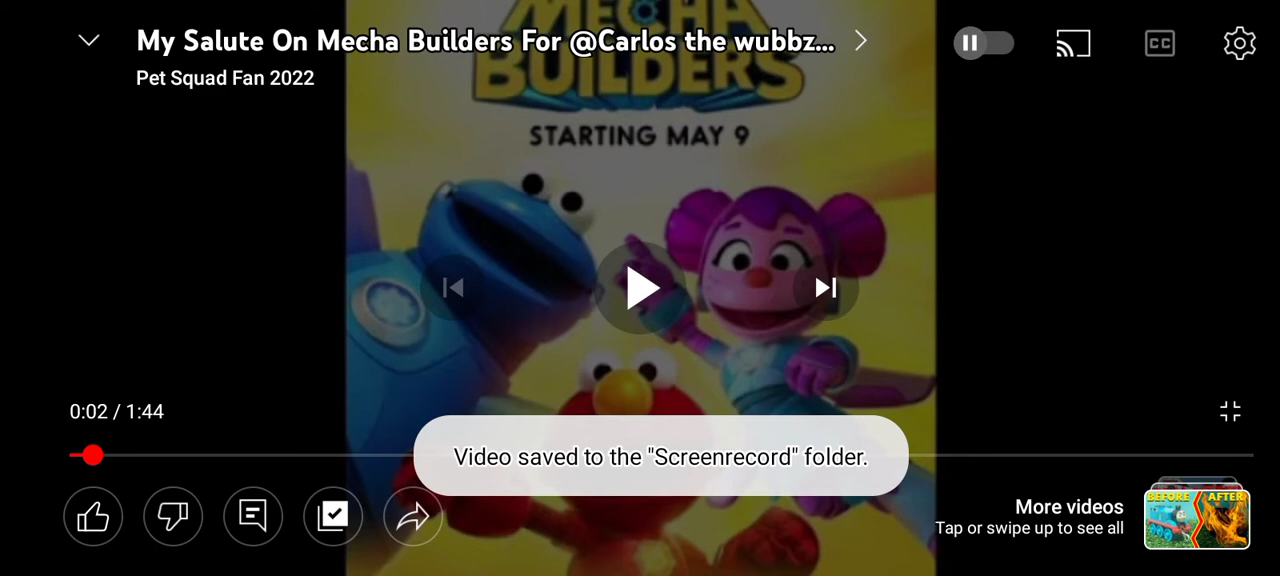 My Salute On Mecha Builders For @Carlos the wubbz...
Pet Squad Fan 2022
CC
MECHA
BUILDERS
STARTING MAY 9
0:02 / 1:44
Video saved to the "Screenrecord" folder.
More videos
Tap or swipe up to see all
BEFORE AFTER